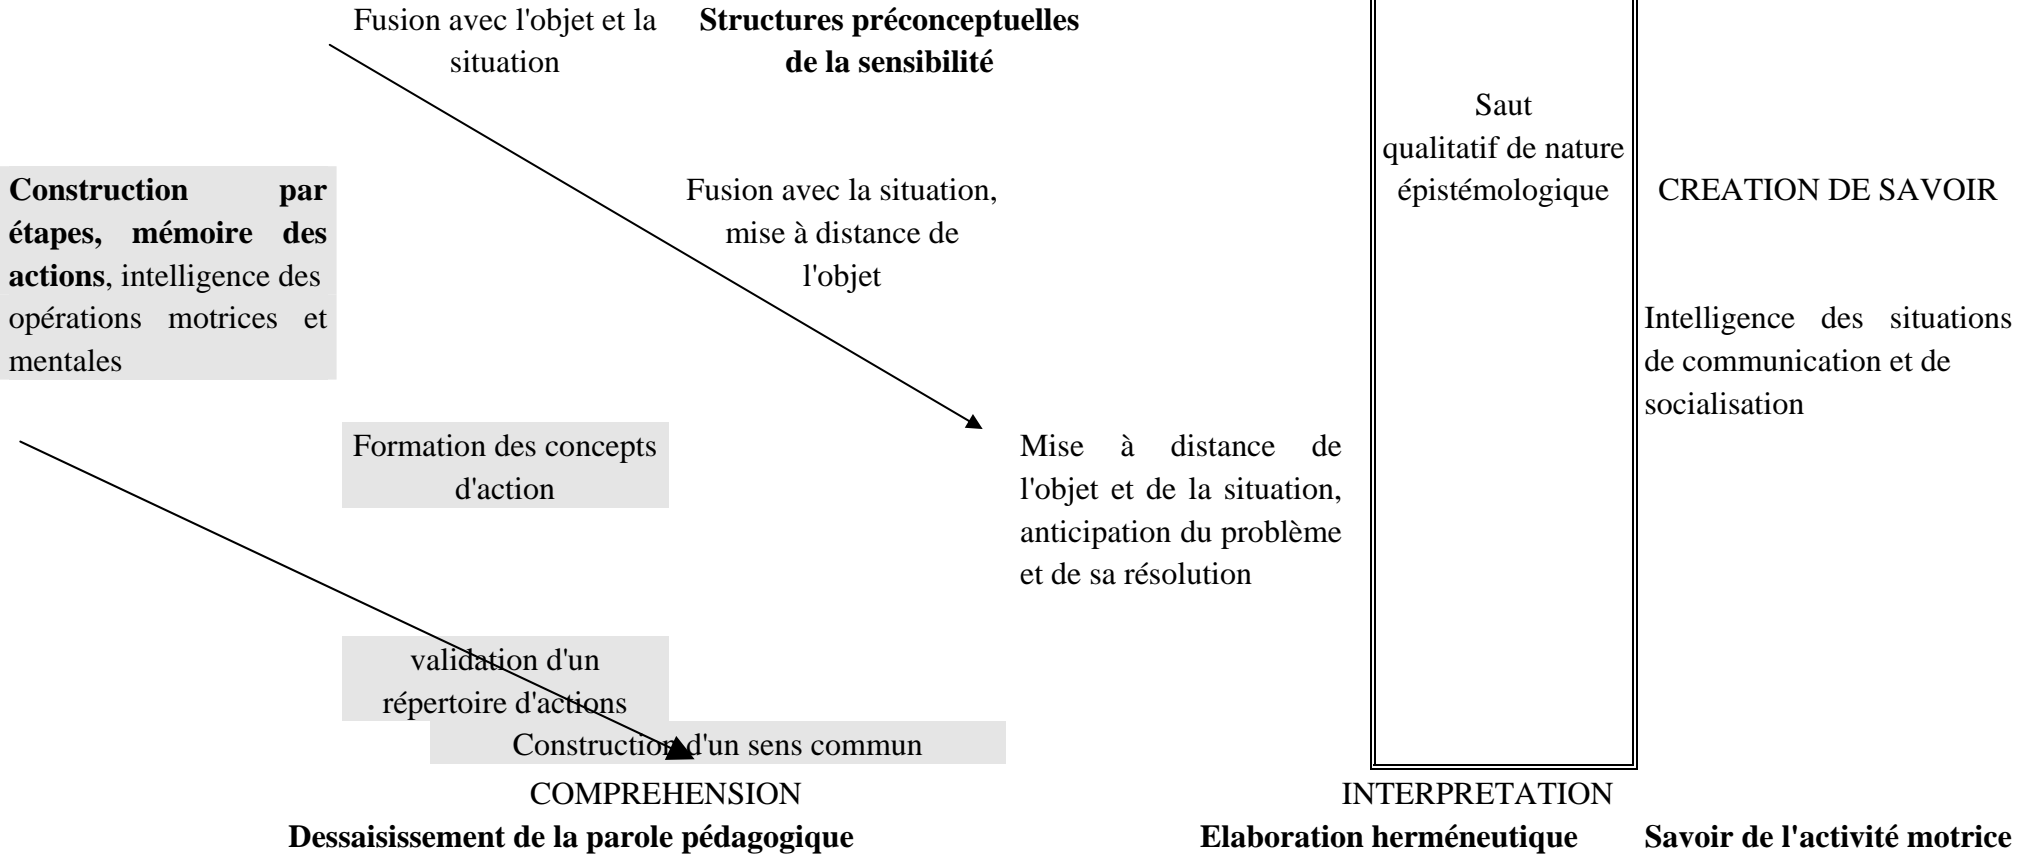 Fusion avec l'objet et la
situation
Structures préconceptuelles
de la sensibilité
Saut
qualitatif de nature
épistémologique
Construction par
étapes, mémoire des
actions, intelligence des
opérations motrices et
mentales
Fusion avec la situation,
mise à distance de
l'objet
CREATION DE SAVOIR
Intelligence des situations
de communication et de
socialisation
Formation des concepts
d'action
Mise à distance de
l'objet et de la situation,
anticipation du problème
et de sa résolution
validation d'un
répertoire d'actions
Construction d'un sens commun
COMPREHENSION
INTERPRETATION
Dessaisissement de la parole pédagogique
Elaboration herméneutique
Savoir de l'activité motrice